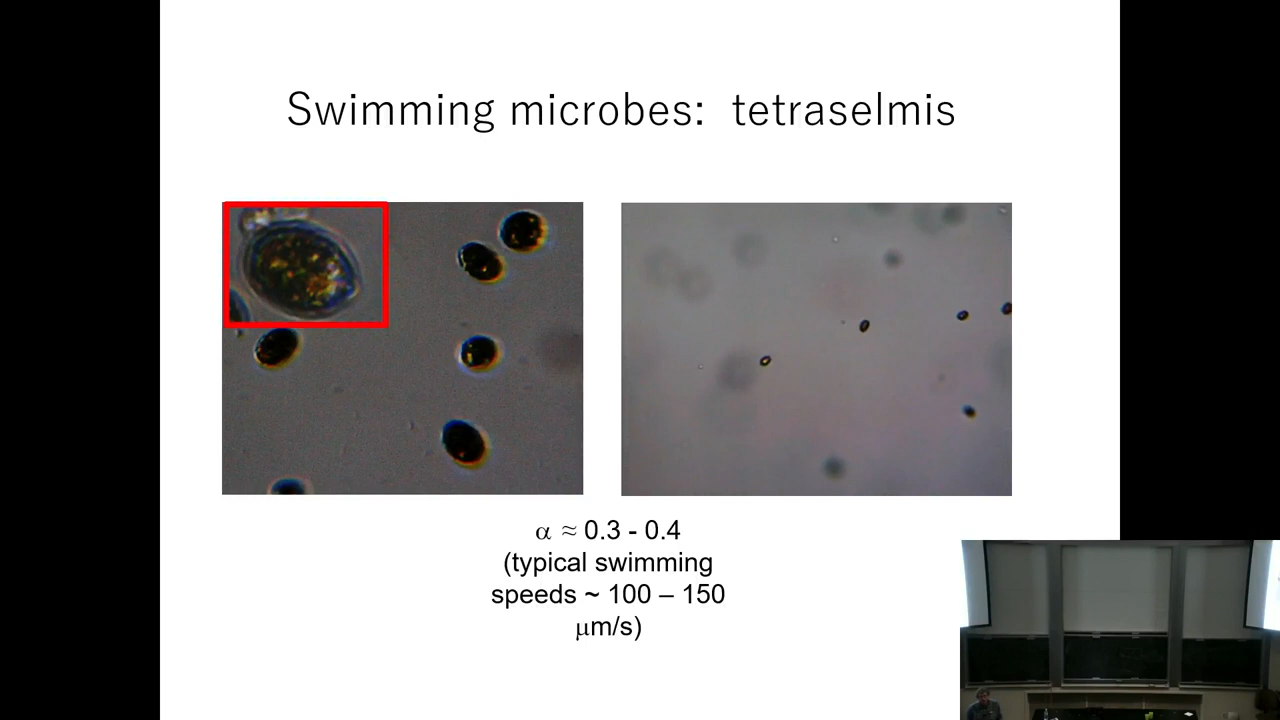 Swimming microbes: tetraselmis
α ≈ 0.3 - 0.4
(typical swimming
speeds ~ 100 – 150
μm/s)